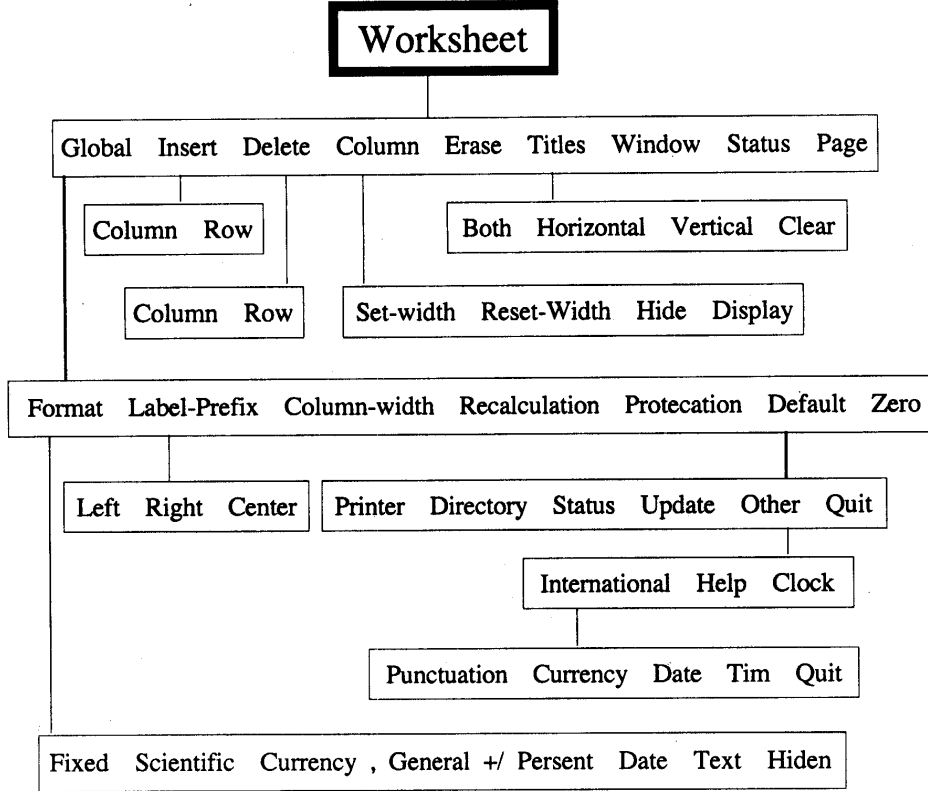 Worksheet
Global Insert Delete Column Erase Titles Window Status Page
Column Row
Both Horizontal Vertical Clear
Column Row
Set-width Reset-Width Hide Display
Format Label-Prefix Column-width Recalculation Protecation Default Zero
Left Right Center
Printer Directory Status Update Other Quit
International Help Clock
Punctuation Currency Date Tim Quit
Fixed Scientific Currency , General +/ Persent Date Text Hiden